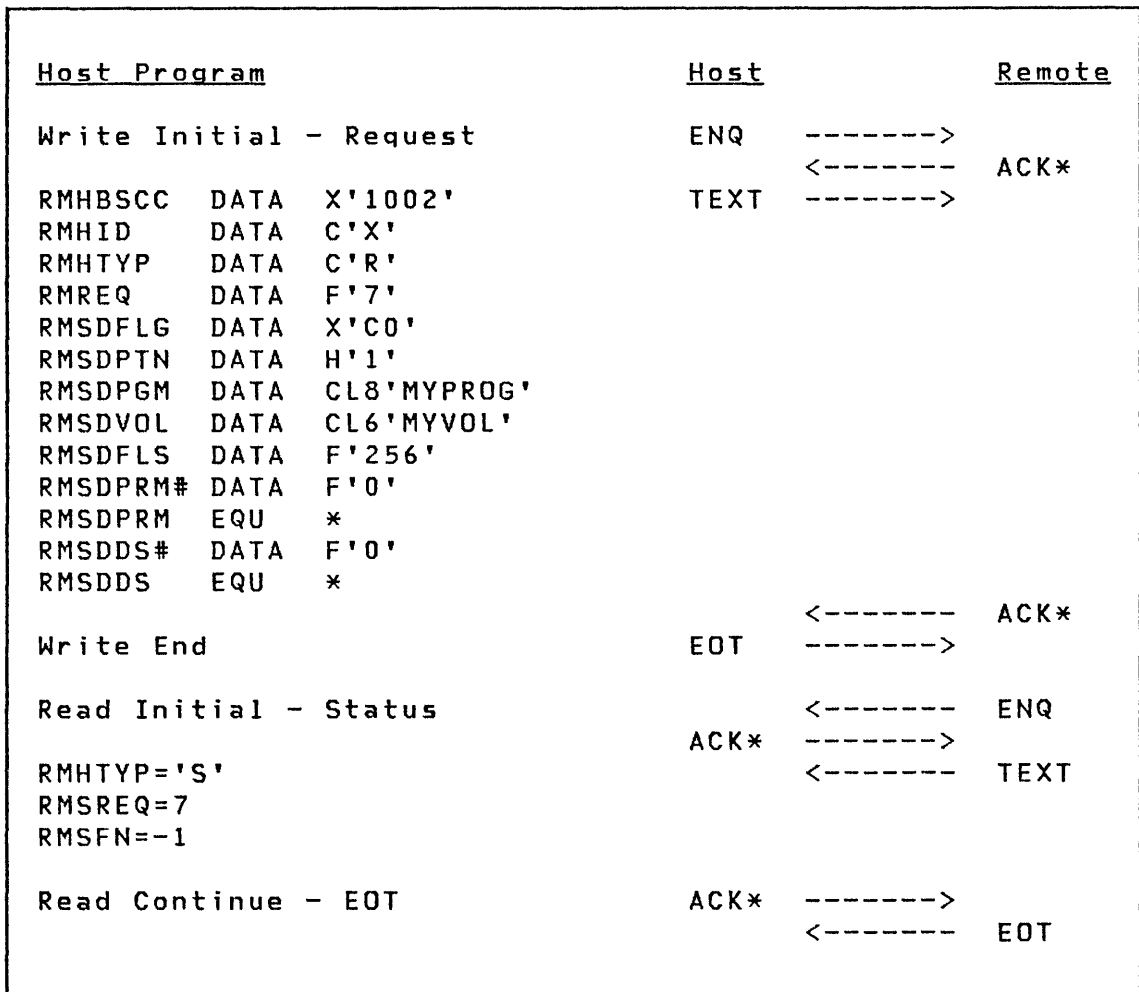 Host Program Host Remote
Write Initial - Request ENQ ------->
<------- ACK*
RMHBSCC DATA X'1002' TEXT ------->
RMHID DATA C'X'
RMHTYP DATA C'R'
RMREQ DATA F'7'
RMSDFLG DATA X'C0'
RMSDPTN DATA H'1'
RMSDPGM DATA CL8'MYPROG'
RMSDVOL DATA CL6'MYVOL'
RMSDFLS DATA F'256'
RMSDPRM# DATA F'0'
RMSDPRM EQU *
RMSDDS# DATA F'0'
RMSDDS EQU *
<------- ACK*
Write End EOT ------->
Read Initial - Status <------- ENQ
ACK* ------->
RMHTYP='S' <------- TEXT
RMSREQ=7
RMSFN=-1
Read Continue - EOT ACK* ------->
<------- EOT